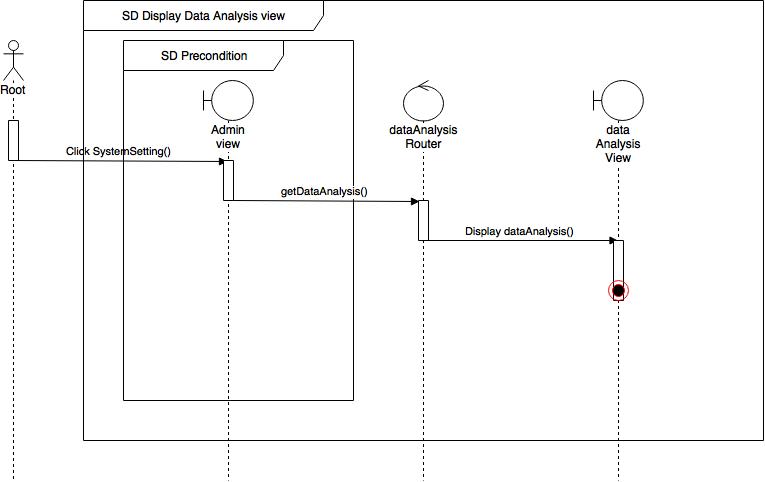 SD Display Data Analysis view
SD Precondition
Root
Admin
view
dataAnalysis
Router
data
Analysis
View
Click SystemSetting()
getDataAnalysis()
Display dataAnalysis()